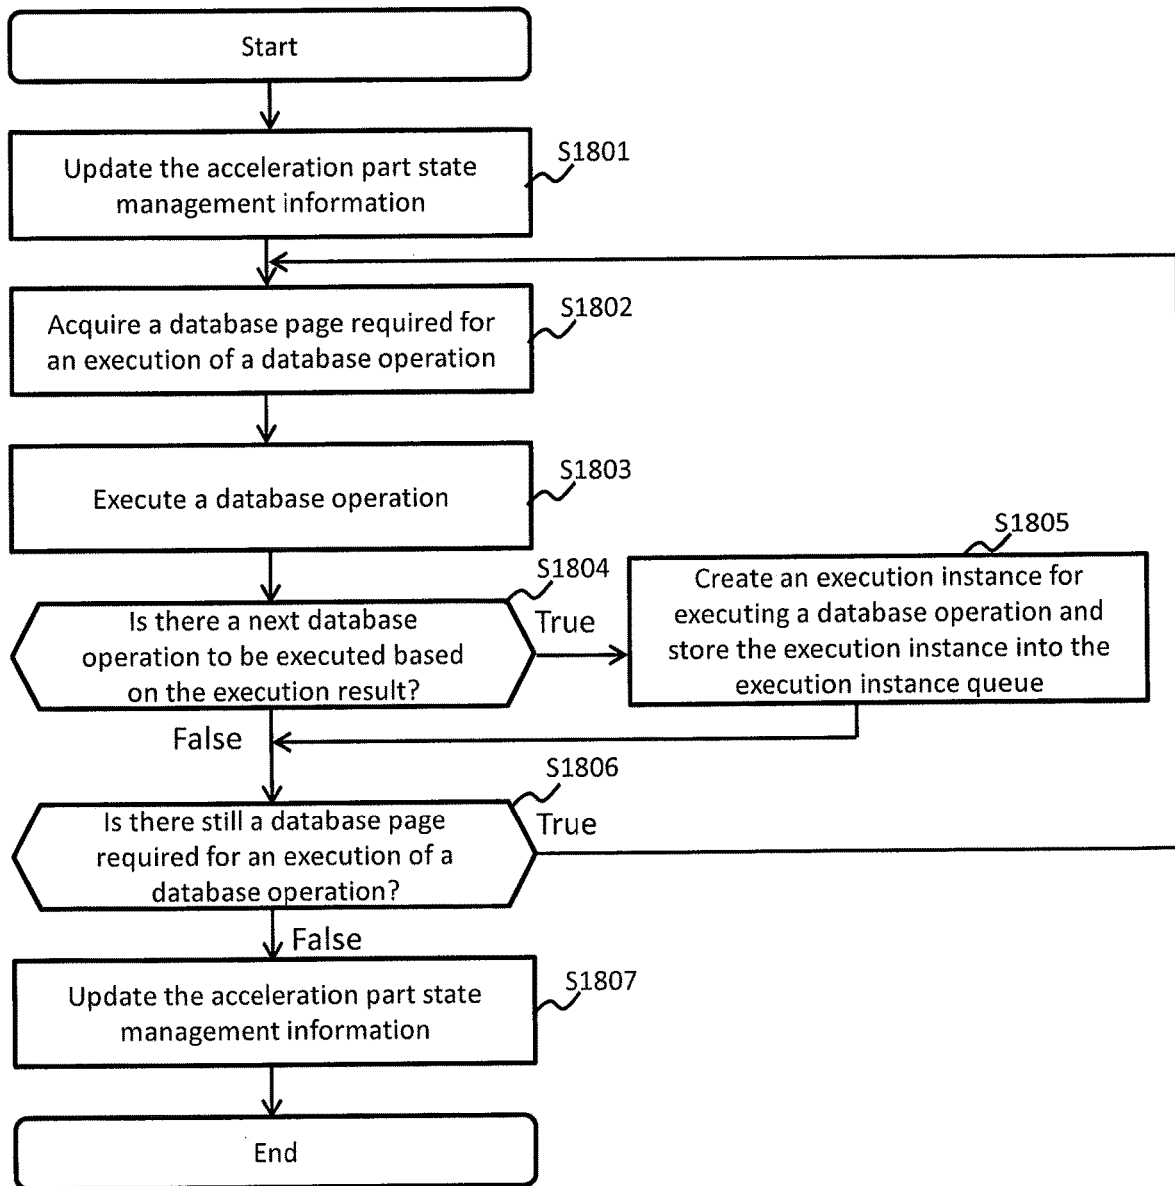 Start
S1801
Update the acceleration part state
management information
S1802
Acquire a database page required for
an execution of a database operation
S1803
Execute a database operation
S1804
Is there a next database
operation to be executed based
on the execution result?
True
S1805
Create an execution instance for
executing a database operation and
store the execution instance into the
execution instance queue
False
S1806
Is there still a database page
required for an execution of a
database operation?
True
False
S1807
Update the acceleration part state
management information
End